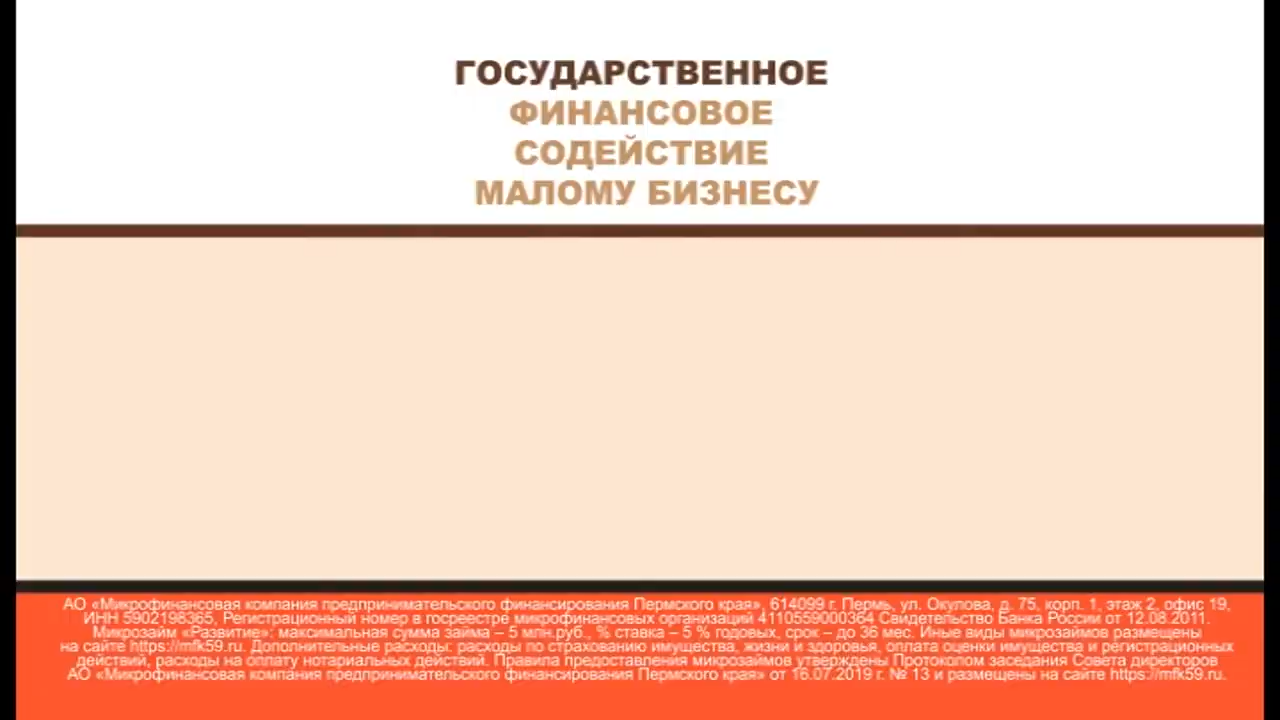 ГОСУДАРСТВЕННОЕ
ФИНАНСОВОЕ
СОДЕЙСТВИЕ
МАЛОМУ БИЗНЕСУ
АО «Микрофинансовая компания предпринимательского финансирования Пермского края», 614099 г. Пермь, ул. Окулова, д. 75, корп. 1, этаж 2, офис 19,
ИНН 5902198365, Регистрационный номер в госреестре микрофинансовых организаций 4110559000364 Свидетельство Банка России от 12.08.2011.
Микрозайм «Развитие»: максимальная сумма займа – 5 млн.руб., % ставка – 5 % годовых, срок – до 36 мес. Иные виды микрозаймов размещены
на сайте https://mfk59.ru. Дополнительные расходы: расходы по страхованию имущества, жизни и здоровья, оплата оценки имущества и регистрационных
действий, расходы на оплату нотариальных действий. Правила предоставления микрозаймов утверждены Протоколом заседания Совета директоров
АО «Микрофинансовая компания предпринимательского финансирования Пермского края» от 16.07.2019 г. № 13 и размещены на сайте https://mfk59.ru.